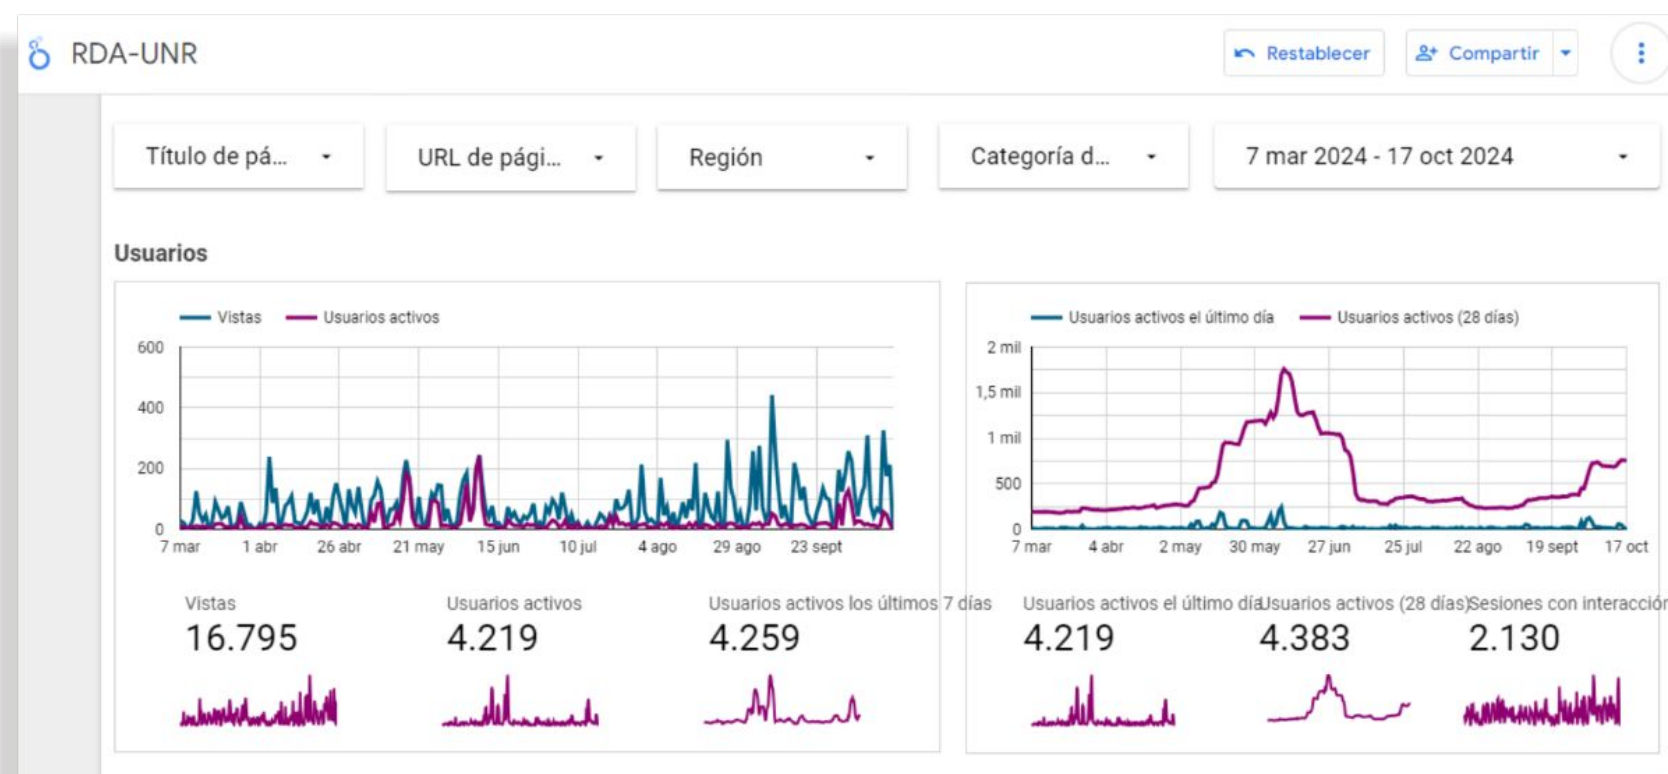 RDA-UNR
Restablecer
Compartir
Título de pá...
URL de pági...
Región
Categoría d...
7 mar 2024 - 17 oct 2024
Usuarios
Vistas
Usuarios activos
600
400
200
0
7 mar
1 abr
26 abr
21 may
15 jun
10 jul
4 ago
29 ago
23 sept
Vistas
16.795
Usuarios activos
4.219
Usuarios activos los últimos 7 días
4.259
Usuarios activos el último día
Usuarios activos (28 días)
2 mil
1,5 mil
1 mil
500
0
7 mar
4 abr
2 may
30 may
27 jun
25 jul
22 ago
19 sept
17 oct
Usuarios activos el último día
4.219
Usuarios activos (28 días)
4.383
Sesiones con interacción
2.130